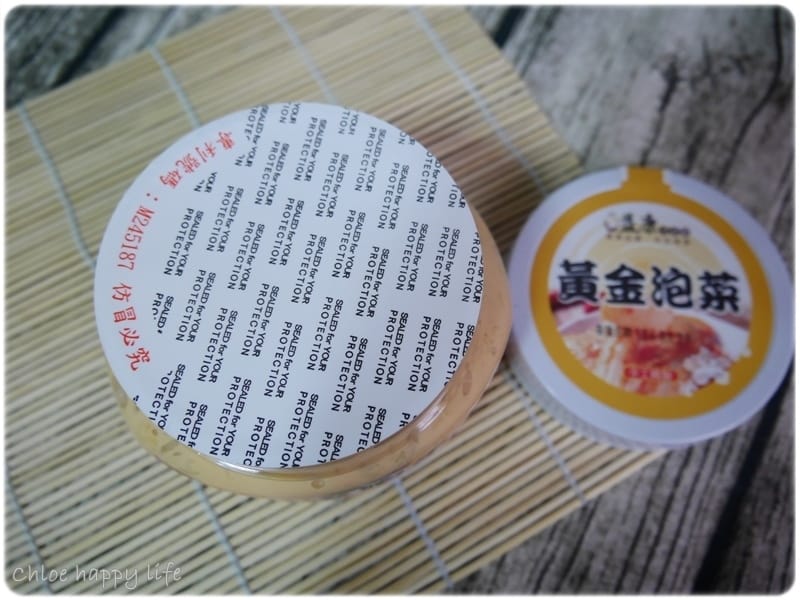 專利號碼：M245187 仿冒必究
SEALED for YOUR
PROTECTION
黃金泡菜
Chloe happy life